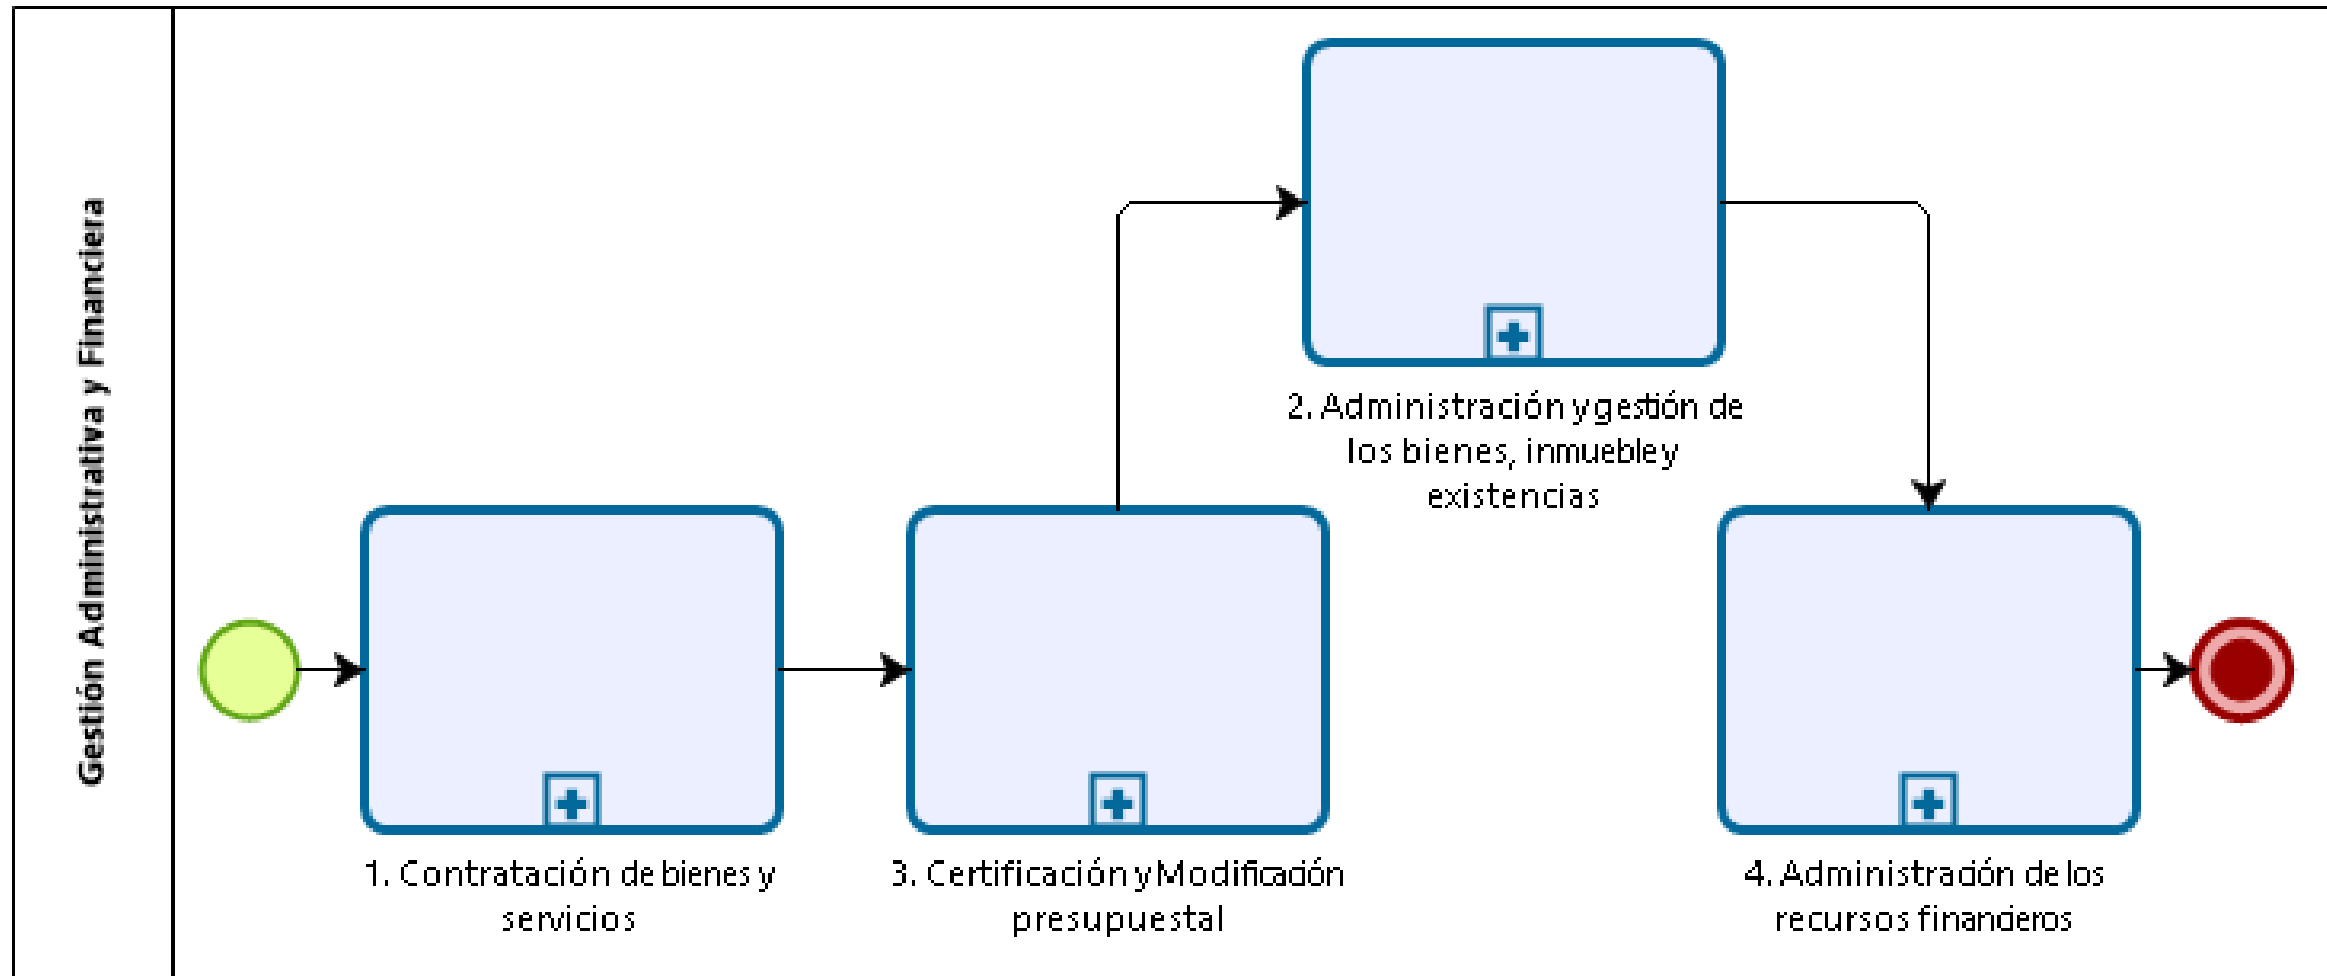 Gestión Administrativa y Financiera
2. Administración y gestión de
los bienes, inmueble y
existencias
1. Contratación de bienes y
servicios
3. Certificación y Modificación
presupuestal
4. Administración de los
recursos financieros